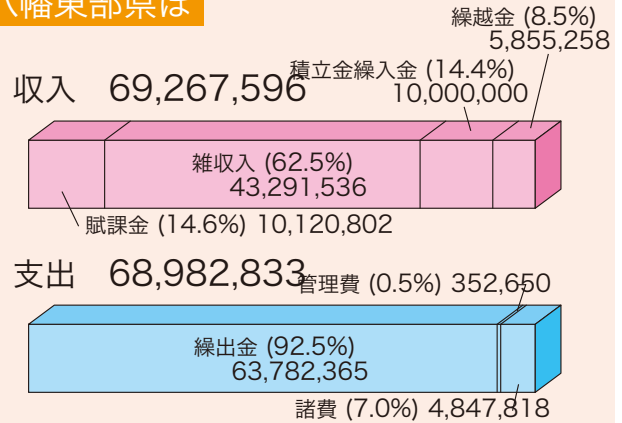 (幡東部県ほ
繰越金 (8.5%)
5,855,258
積立金繰入金 (14.4%)
10,000,000
収入 69,267,596
雑収入 (62.5%)
43,291,536
賦課金 (14.6%) 10,120,802
支出 68,982,833
管理費 (0.5%) 352,650
繰出金 (92.5%)
63,782,365
諸費 (7.0%) 4,847,818